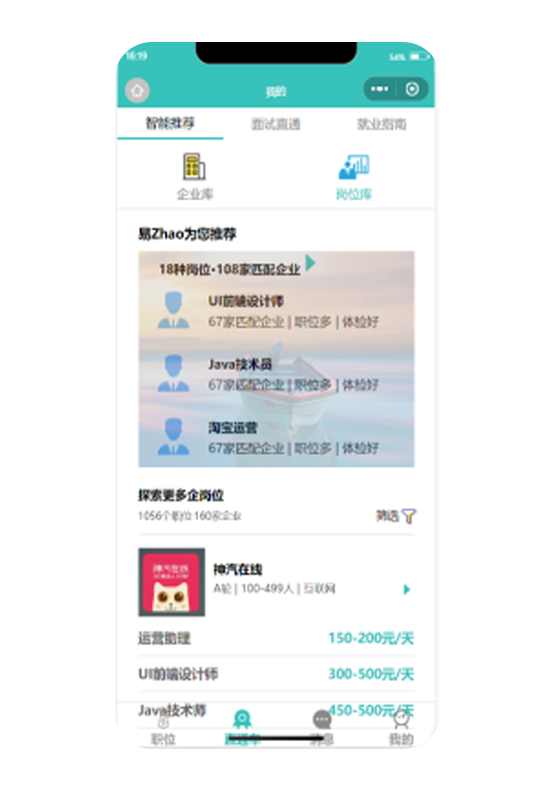 16:19
54%
我的
智能推荐 面试直通 就业指南
企业库 岗位库
易Zhao为您推荐
18种岗位·108家匹配企业
UI前端设计师
67家匹配企业 | 职位多 | 体验好
Java技术员
67家匹配企业 | 职位多 | 体验好
淘宝运营
67家匹配企业 | 职位多 | 体验好
探索更多企岗位
1056个职位 160家企业 筛选
神汽在线
神汽在线
A轮 | 100-499人 | 互联网
运营助理 150-200元/天
UI前端设计师 300-500元/天
Java技术师 450-500元/天
职位 直通车 消息 我的